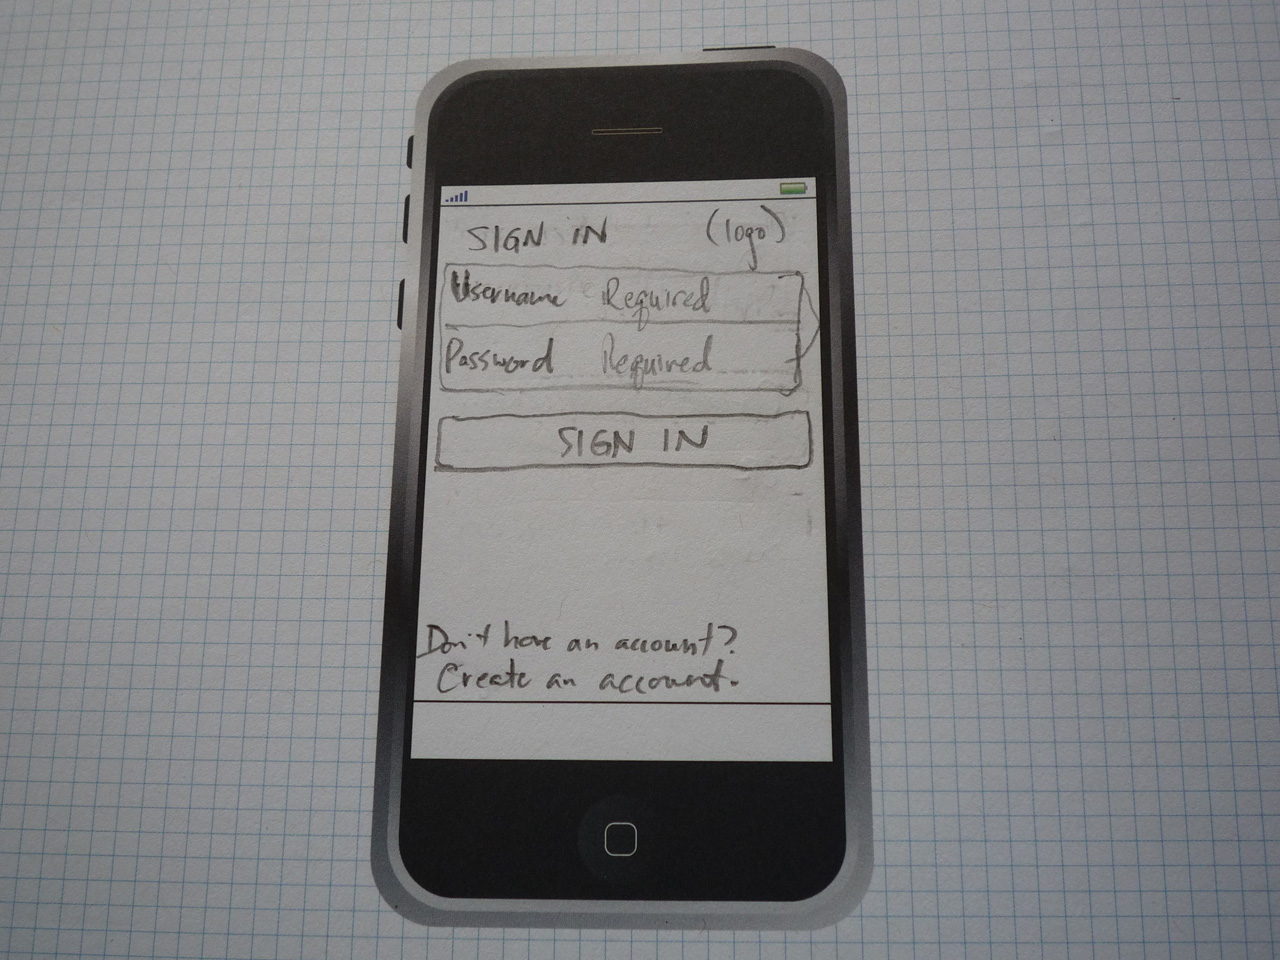 SIGN IN (logo)
Username Required
Password Required
SIGN IN
Don't have an account?
Create an account.